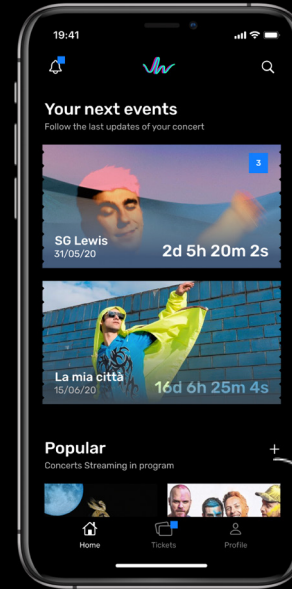 19:41
Your next events
Follow the last updates of your concert
3
SG Lewis
31/05/20
2d 5h 20m 2s
La mia città
15/06/20
16d 6h 25m 4s
Popular
+
Concerts Streaming in program
Home
Tickets
Profile